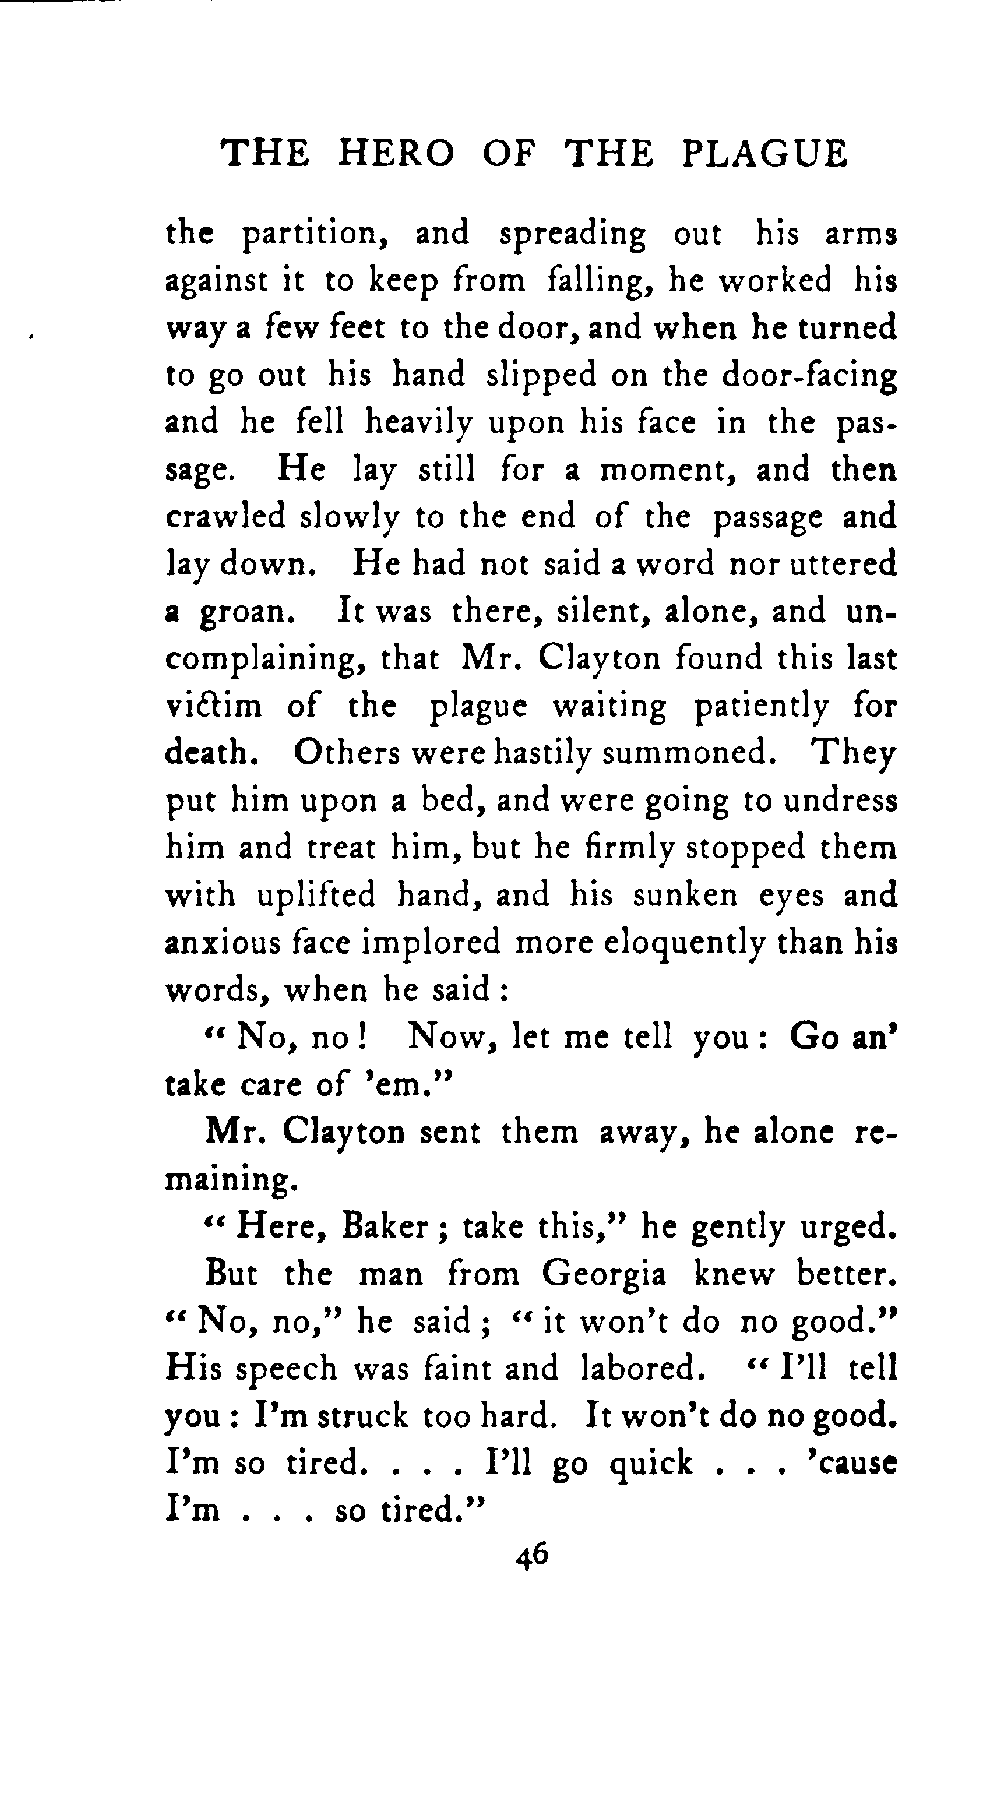 THE HERO OF THE PLAGUE
the partition, and spreading out his arms
against it to keep from falling, he worked his
way a few feet to the door, and when he turned
to go out his hand slipped on the door-facing
and he fell heavily upon his face in the pas-
sage. He lay still for a moment, and then
crawled slowly to the end of the passage and
lay down. He had not said a word nor uttered
a groan. It was there, silent, alone, and un-
complaining, that Mr. Clayton found this last
victim of the plague waiting patiently for
death. Others were hastily summoned. They
put him upon a bed, and were going to undress
him and treat him, but he firmly stopped them
with uplifted hand, and his sunken eyes and
anxious face implored more eloquently than his
words, when he said :
“ No, no ! Now, let me tell you : Go an’
take care of ’em.”
Mr. Clayton sent them away, he alone re-
maining.
“ Here, Baker ; take this,” he gently urged.
But the man from Georgia knew better.
“ No, no,” he said ; “ it won’t do no good.”
His speech was faint and labored. “ I’ll tell
you : I’m struck too hard. It won’t do no good.
I’m so tired. . . . I’ll go quick . . . ’cause
I’m . . . so tired.”
46